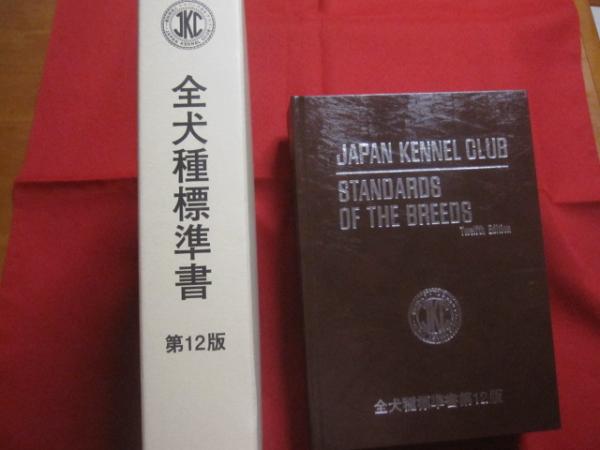 JKC
全犬種標準書
第12版
JAPAN KENNEL CLUB
STANDARDS
OF THE BREEDS
Twelfth Edition
JKC
全犬種標準書第12版